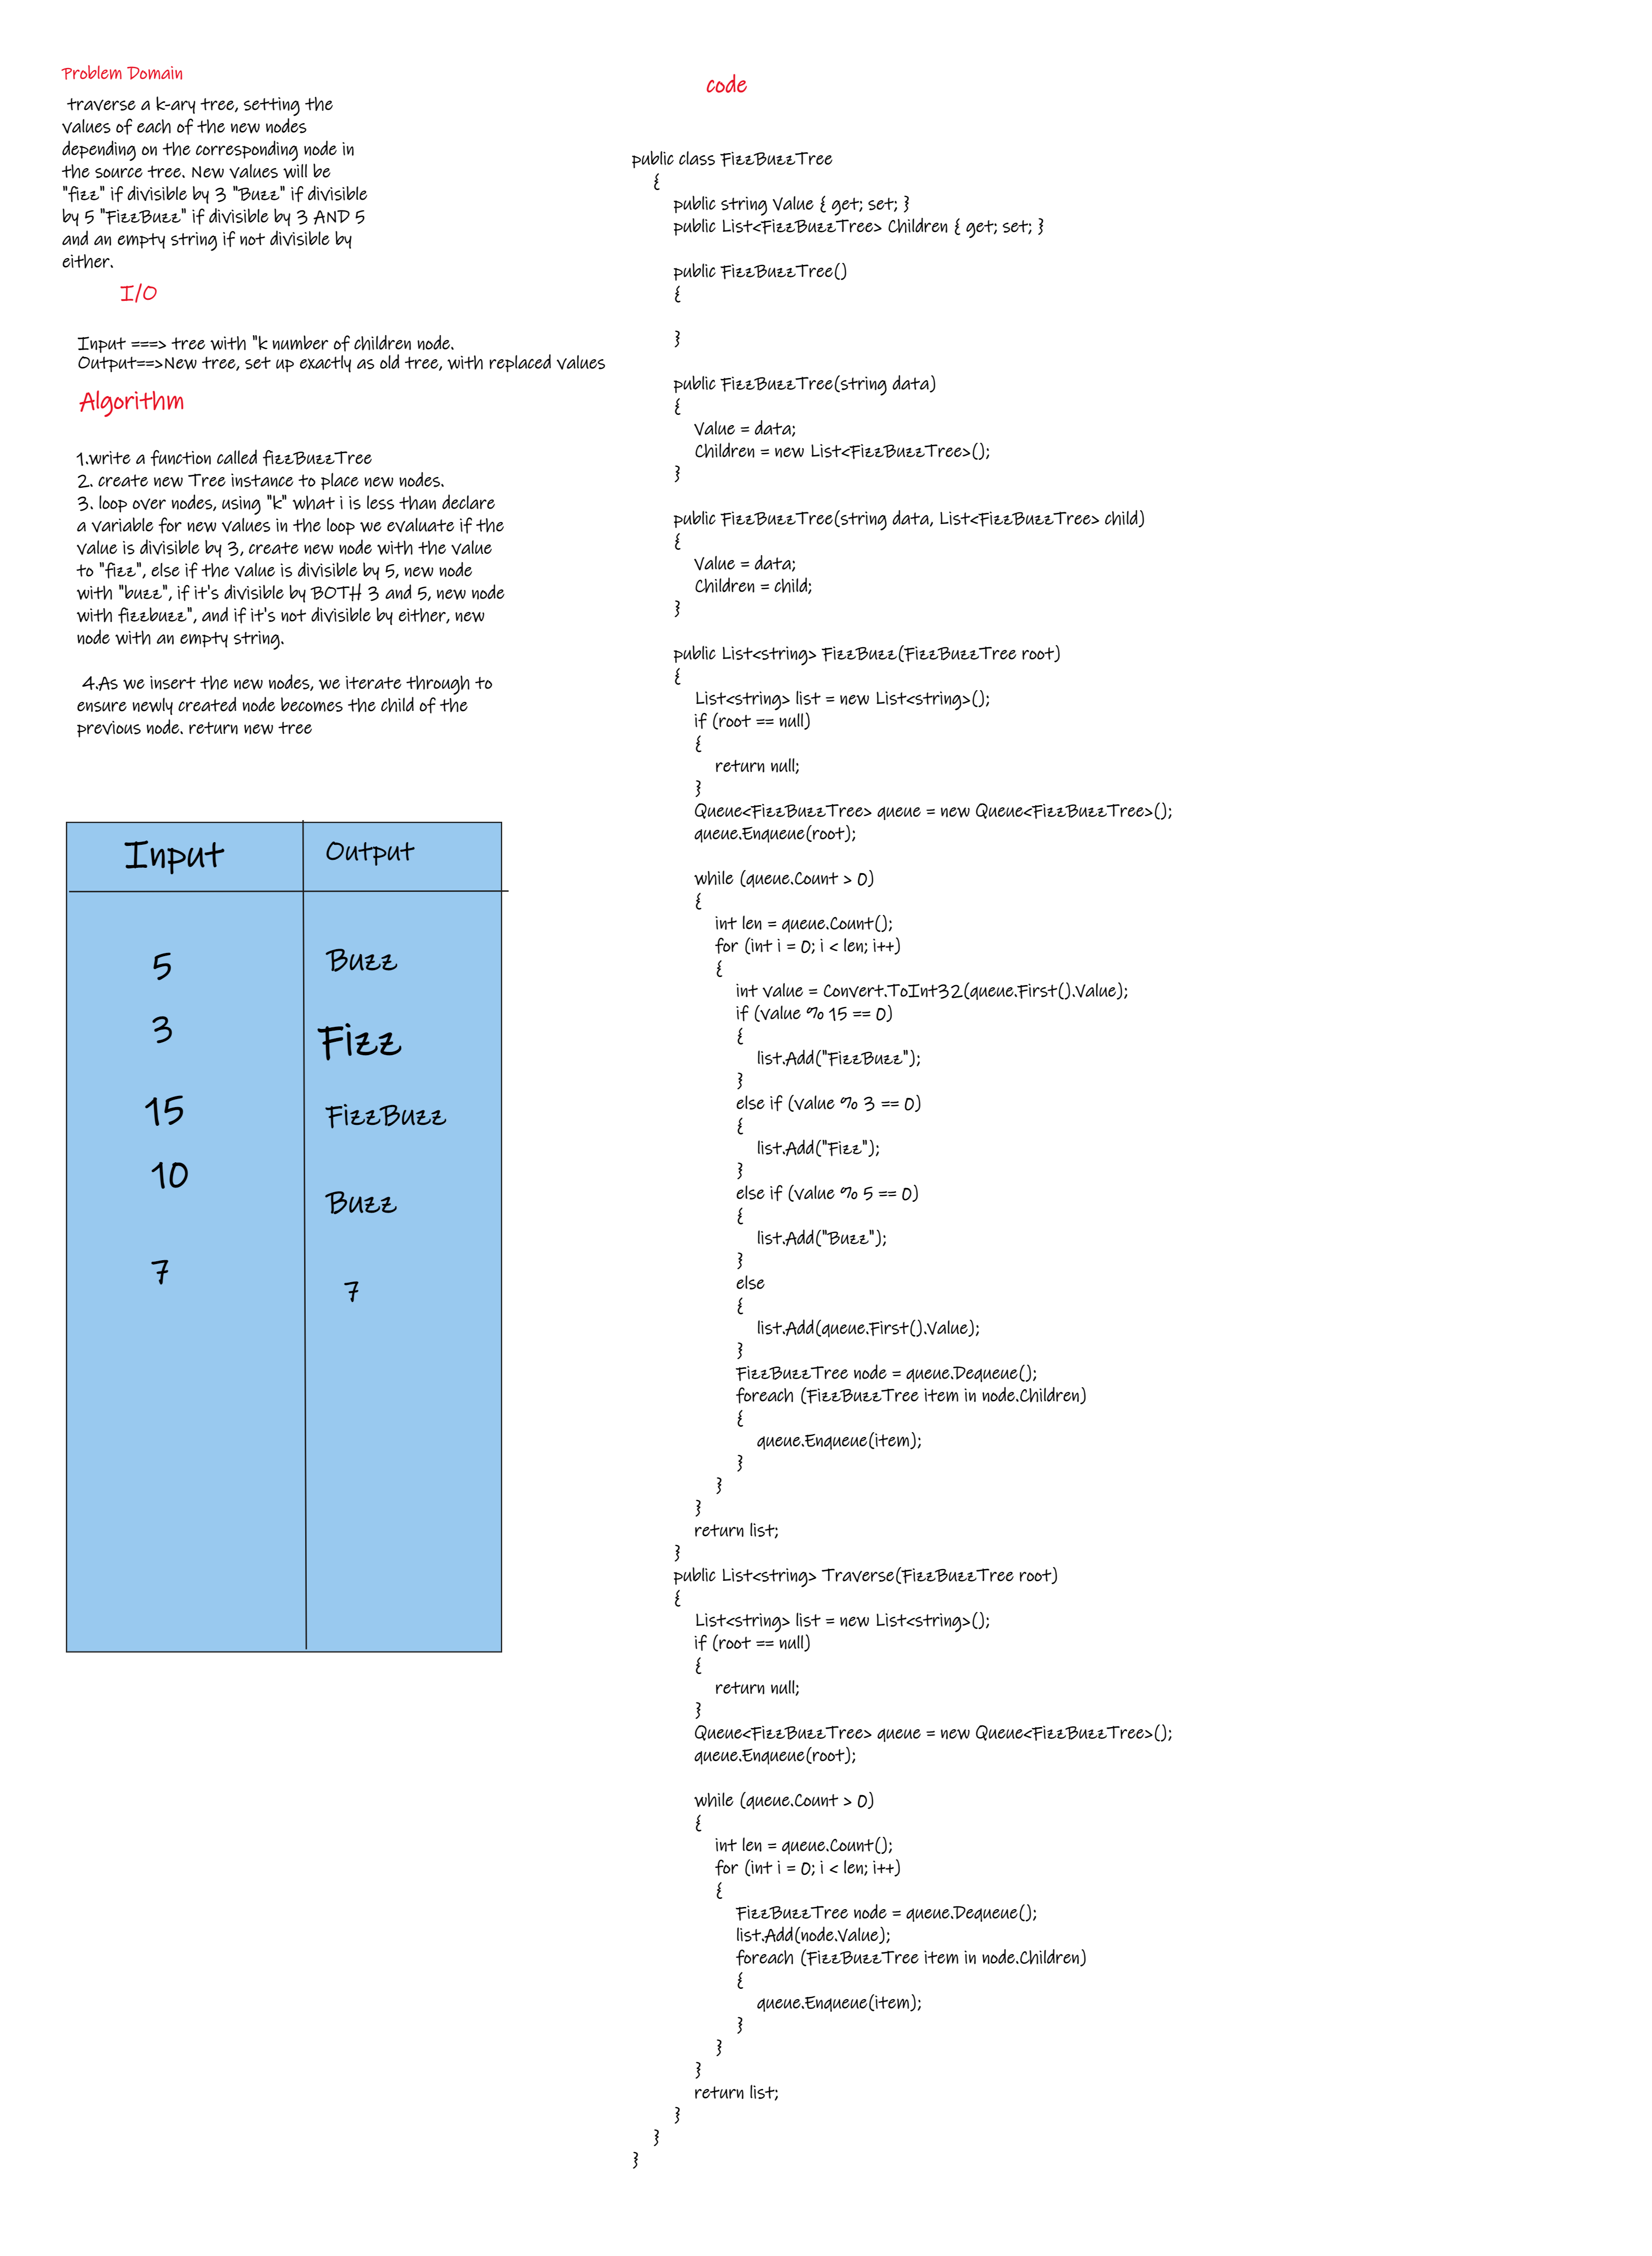 Problem Domain
traverse a k-ary tree, setting the
values of each of the new nodes
depending on the corresponding node in
the source tree. New values will be
"fizz" if divisible by 3 "Buzz" if divisible
by 5 "FizzBuzz" if divisible by 3 AND 5
and an empty string if not divisible by
either.
I/O
Input ===> tree with "k number of children node.
Output==>New tree, set up exactly as old tree, with replaced values
Algorithm
1.write a function called fizzBuzzTree
2. create new Tree instance to place new nodes.
3. loop over nodes, using "k" what i is less than declare
a variable for new values in the loop we evaluate if the
value is divisible by 3, create new node with the value
to "fizz", else if the value is divisible by 5, new node
with "buzz", if it's divisible by BOTH 3 and 5, new node
with fizzbuzz", and if it's not divisible by either, new
node with an empty string.
4.As we insert the new nodes, we iterate through to
ensure newly created node becomes the child of the
previous node. return new tree
Input Output
5 Buzz
3 Fizz
15 FizzBuzz
10 Buzz
7 7
code
public class FizzBuzzTree
{
public string Value { get; set; }
public List<FizzBuzzTree> Children { get; set; }
public FizzBuzzTree()
{
}
public FizzBuzzTree(string data)
{
Value = data;
Children = new List<FizzBuzzTree>();
}
public FizzBuzzTree(string data, List<FizzBuzzTree> child)
{
Value = data;
Children = child;
}
public List<string> FizzBuzz(FizzBuzzTree root)
{
List<string> list = new List<string>();
if (root == null)
{
return null;
}
Queue<FizzBuzzTree> queue = new Queue<FizzBuzzTree>();
queue.Enqueue(root);
while (queue.Count > 0)
{
int len = queue.Count();
for (int i = 0; i < len; i++)
{
int value = Convert.ToInt32(queue.First().Value);
if (value % 15 == 0)
{
list.Add("FizzBuzz");
}
else if (value % 3 == 0)
{
list.Add("Fizz");
}
else if (value % 5 == 0)
{
list.Add("Buzz");
}
else
{
list.Add(queue.First().Value);
}
FizzBuzzTree node = queue.Dequeue();
foreach (FizzBuzzTree item in node.Children)
{
queue.Enqueue(item);
}
}
}
return list;
}
public List<string> Traverse(FizzBuzzTree root)
{
List<string> list = new List<string>();
if (root == null)
{
return null;
}
Queue<FizzBuzzTree> queue = new Queue<FizzBuzzTree>();
queue.Enqueue(root);
while (queue.Count > 0)
{
int len = queue.Count();
for (int i = 0; i < len; i++)
{
FizzBuzzTree node = queue.Dequeue();
list.Add(node.Value);
foreach (FizzBuzzTree item in node.Children)
{
queue.Enqueue(item);
}
}
}
return list;
}
}
}